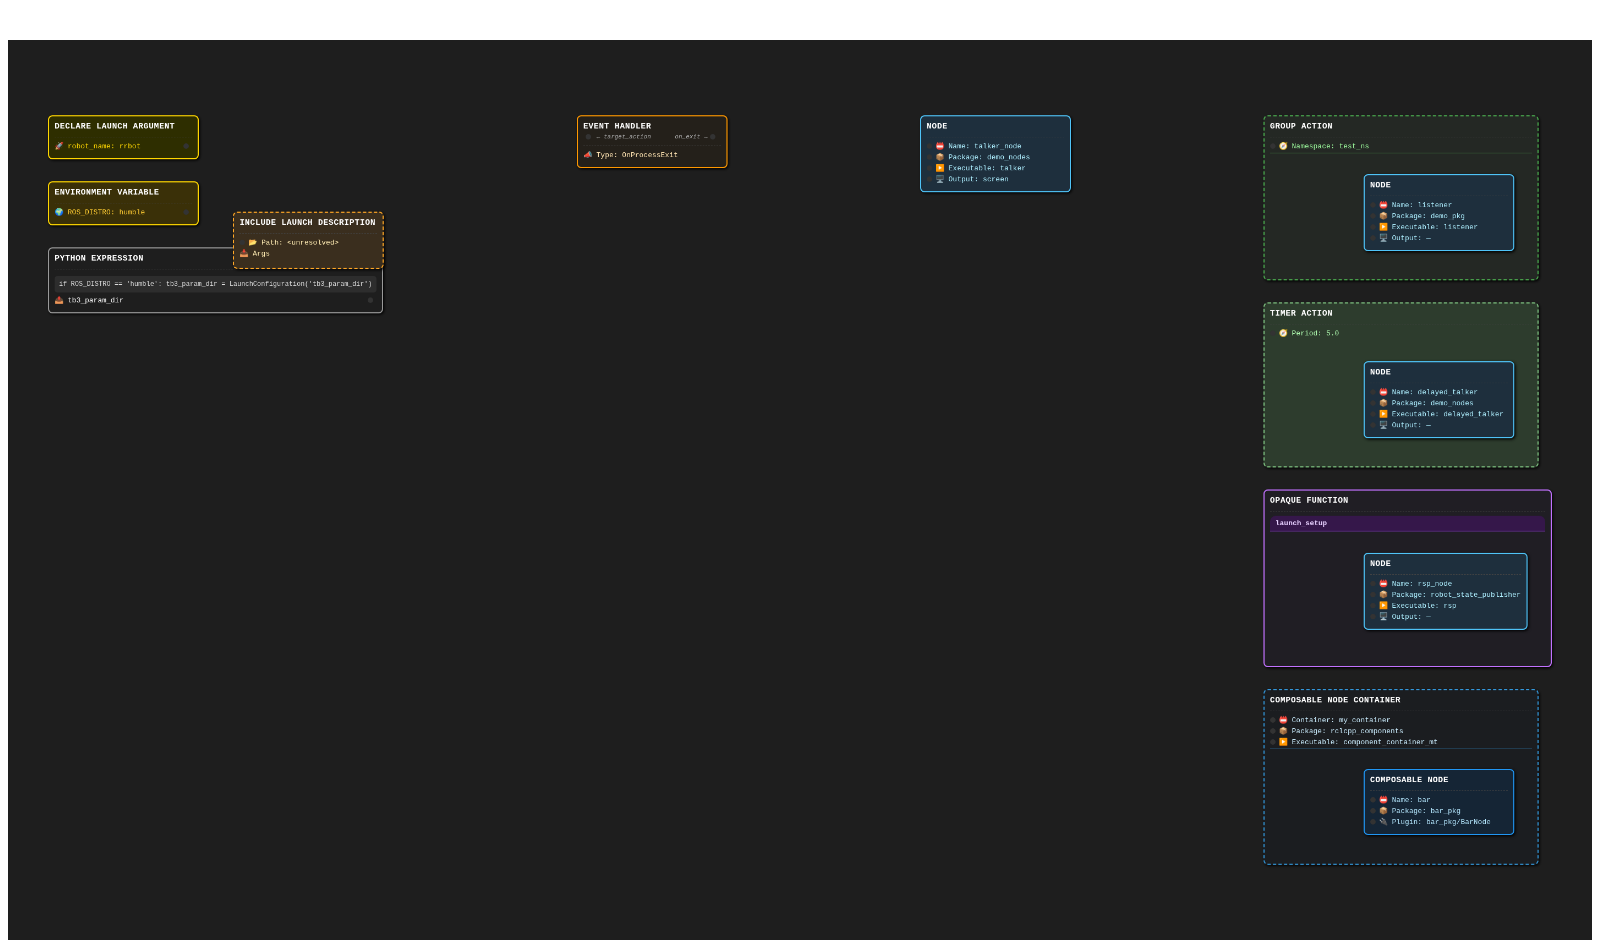 DECLARE LAUNCH ARGUMENT
🚀 robot_name: rrbot
ENVIRONMENT VARIABLE
🌍 ROS_DISTRO: humble
INCLUDE LAUNCH DESCRIPTION
📂 Path: <unresolved>
📥 Args
PYTHON EXPRESSION
if ROS_DISTRO == 'humble': tb3_param_dir = LaunchConfiguration('tb3_param_dir')
📤 tb3_param_dir
EVENT HANDLER
← target_action on_exit →
📣 Type: OnProcessExit
NODE
📛 Name: talker_node
📦 Package: demo_nodes
▶️ Executable: talker
🖥️ Output: screen
GROUP ACTION
🧭 Namespace: test_ns
NODE
📛 Name: listener
📦 Package: demo_pkg
▶️ Executable: listener
🖥️ Output: —
TIMER ACTION
🧭 Period: 5.0
NODE
📛 Name: delayed_talker
📦 Package: demo_nodes
▶️ Executable: delayed_talker
🖥️ Output: —
OPAQUE FUNCTION
launch_setup
NODE
📛 Name: rsp_node
📦 Package: robot_state_publisher
▶️ Executable: rsp
🖥️ Output: —
COMPOSABLE NODE CONTAINER
📛 Container: my_container
📦 Package: rclcpp_components
▶️ Executable: component_container_mt
COMPOSABLE NODE
📛 Name: bar
📦 Package: bar_pkg
🔌 Plugin: bar_pkg/BarNode